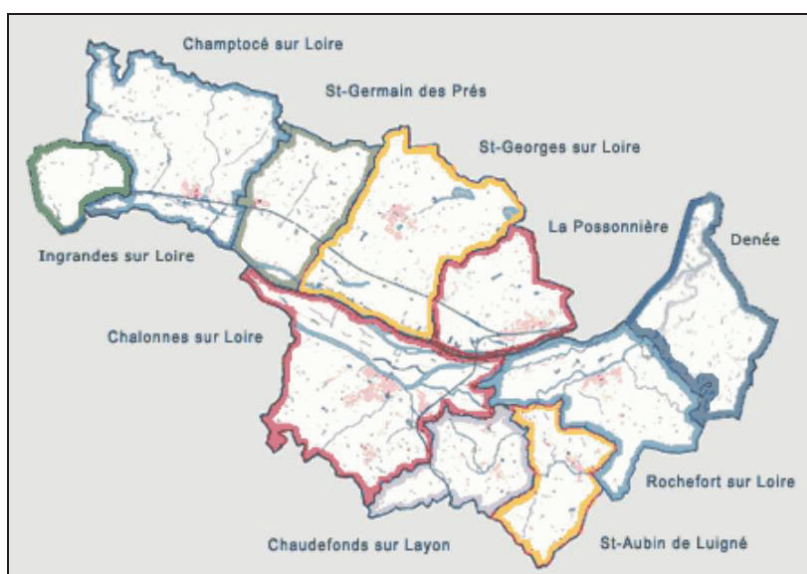 Champtocé sur Loire
St-Germain des Prés
St-Georges sur Loire
La Possonnière
Denée
Ingrandes sur Loire
Chalonnes sur Loire
Rochefort sur Loire
Chaudefonds sur Layon
St-Aubin de Luigné